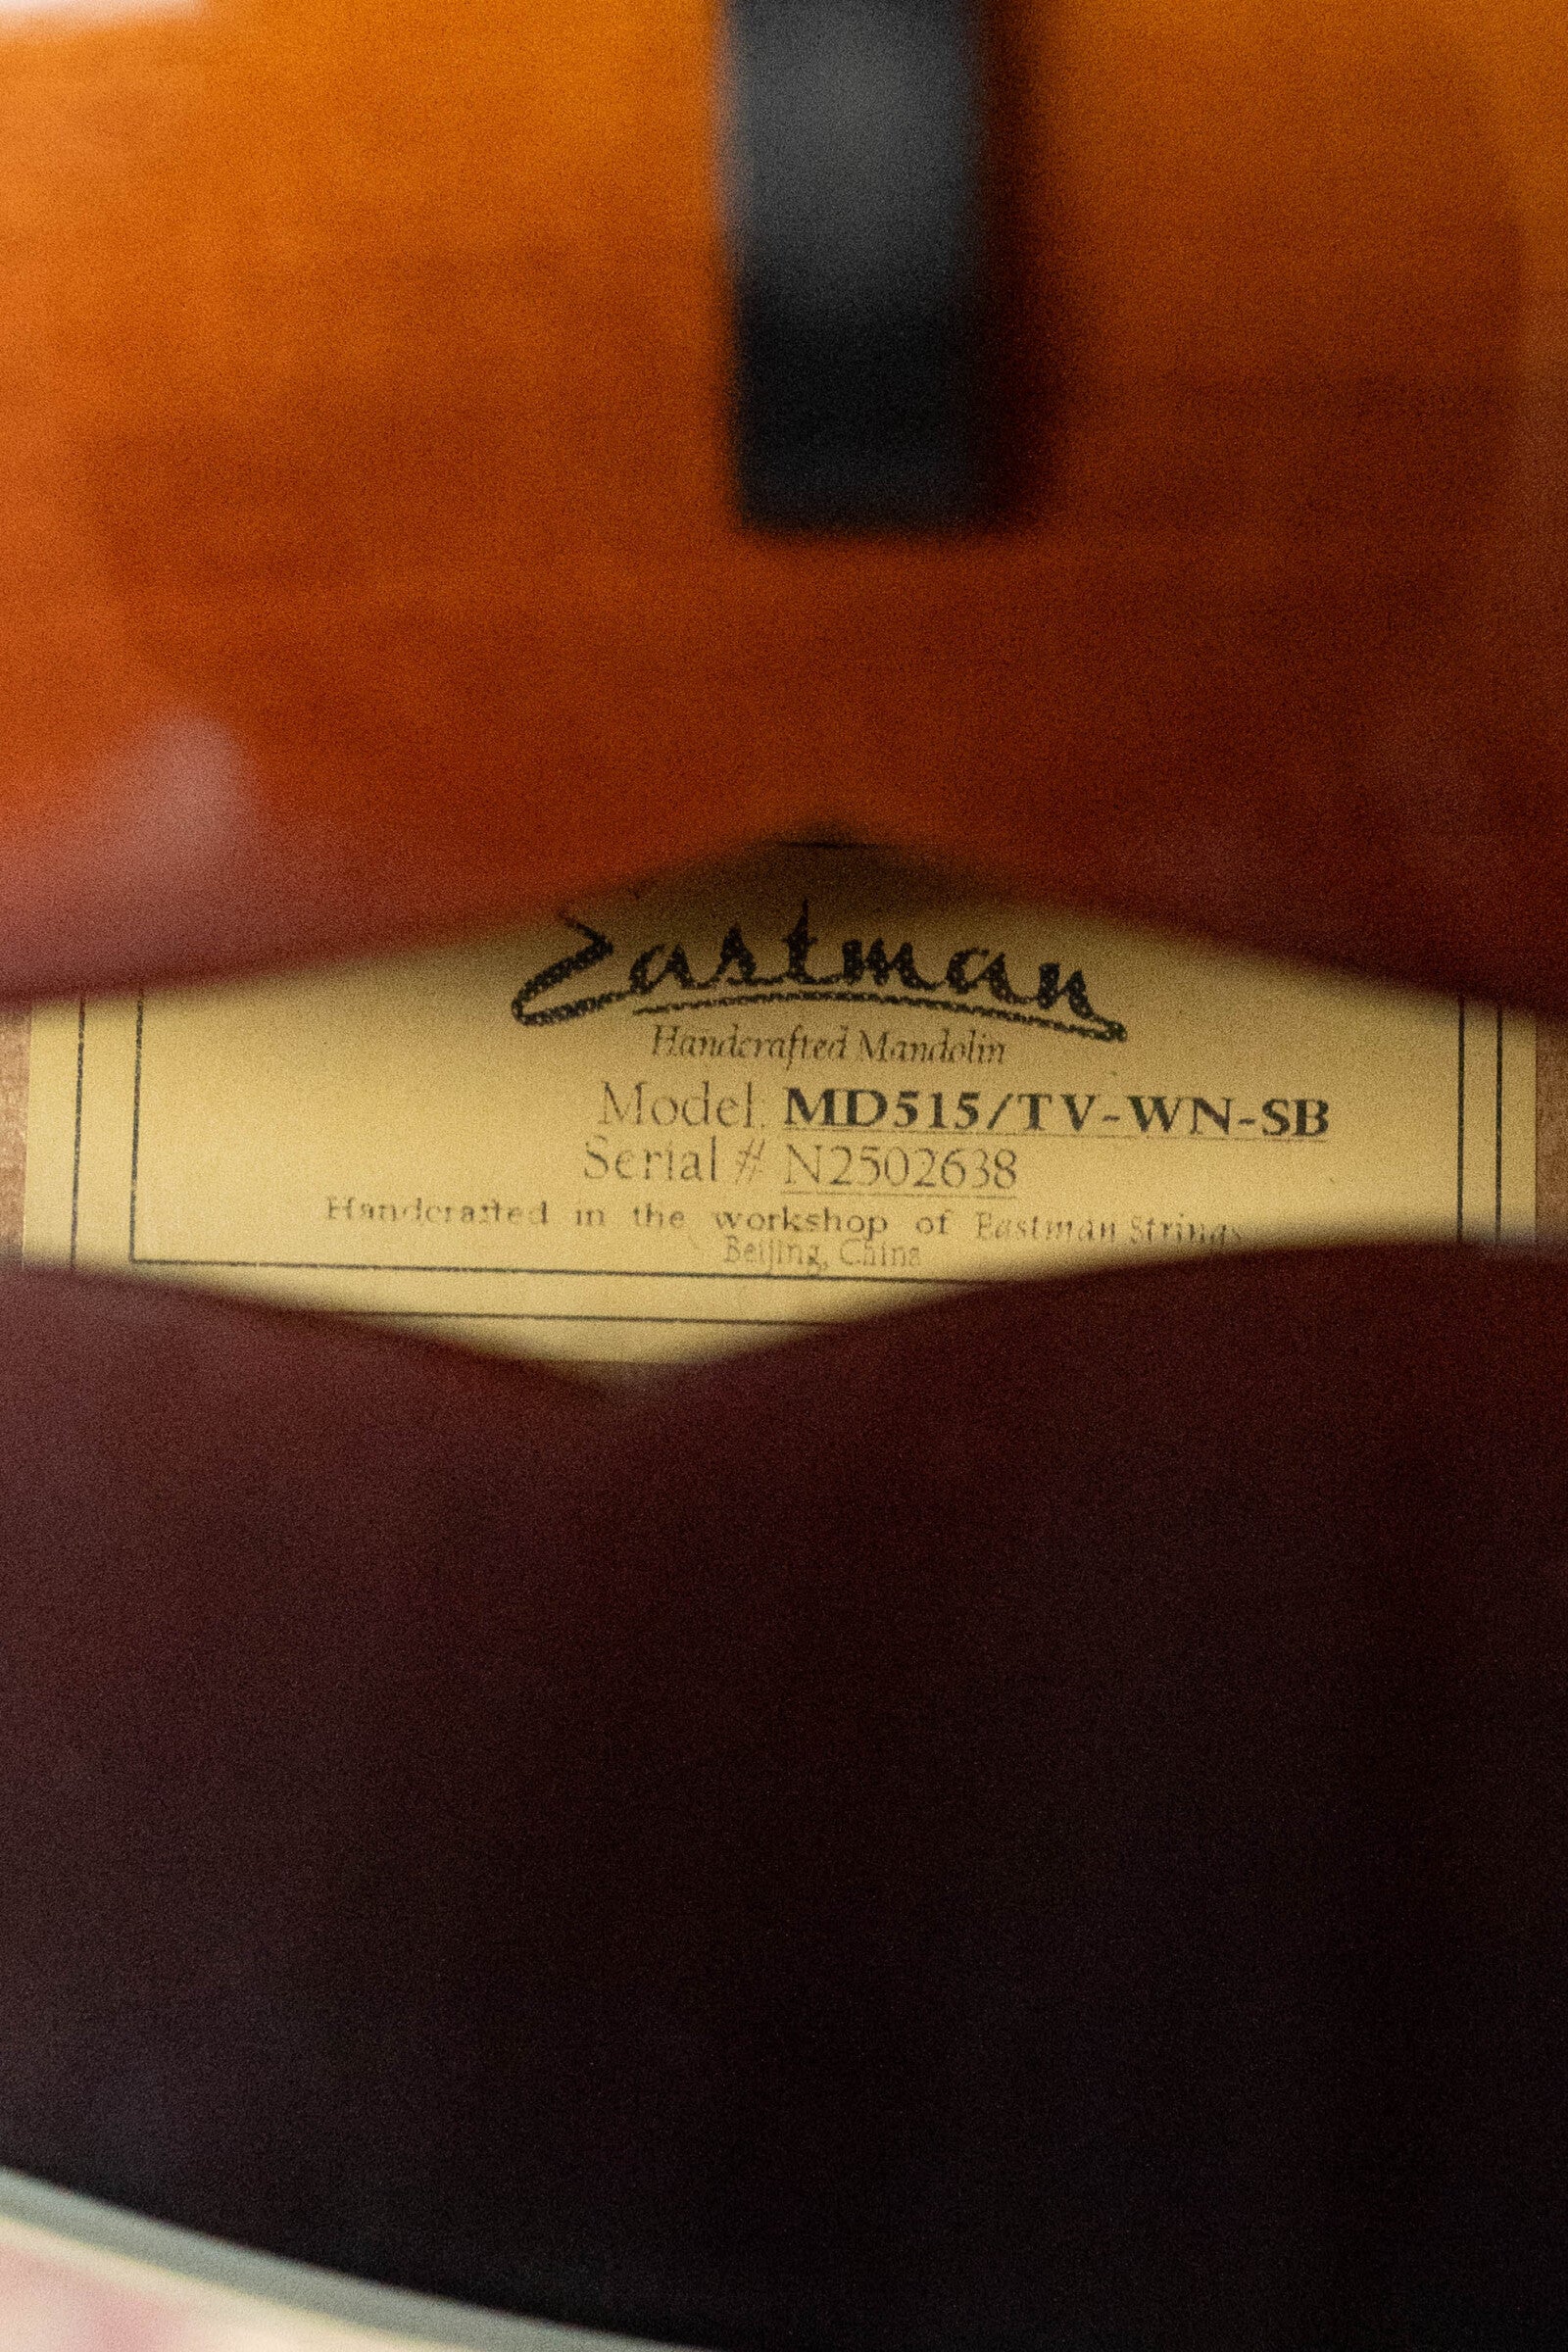 Eastman
Handcrafted Mandolin
Model: MD515/TV-WN-SB
Serial # N2502638
Handcrafted in the workshop of Eastman Strings
Beijing, China